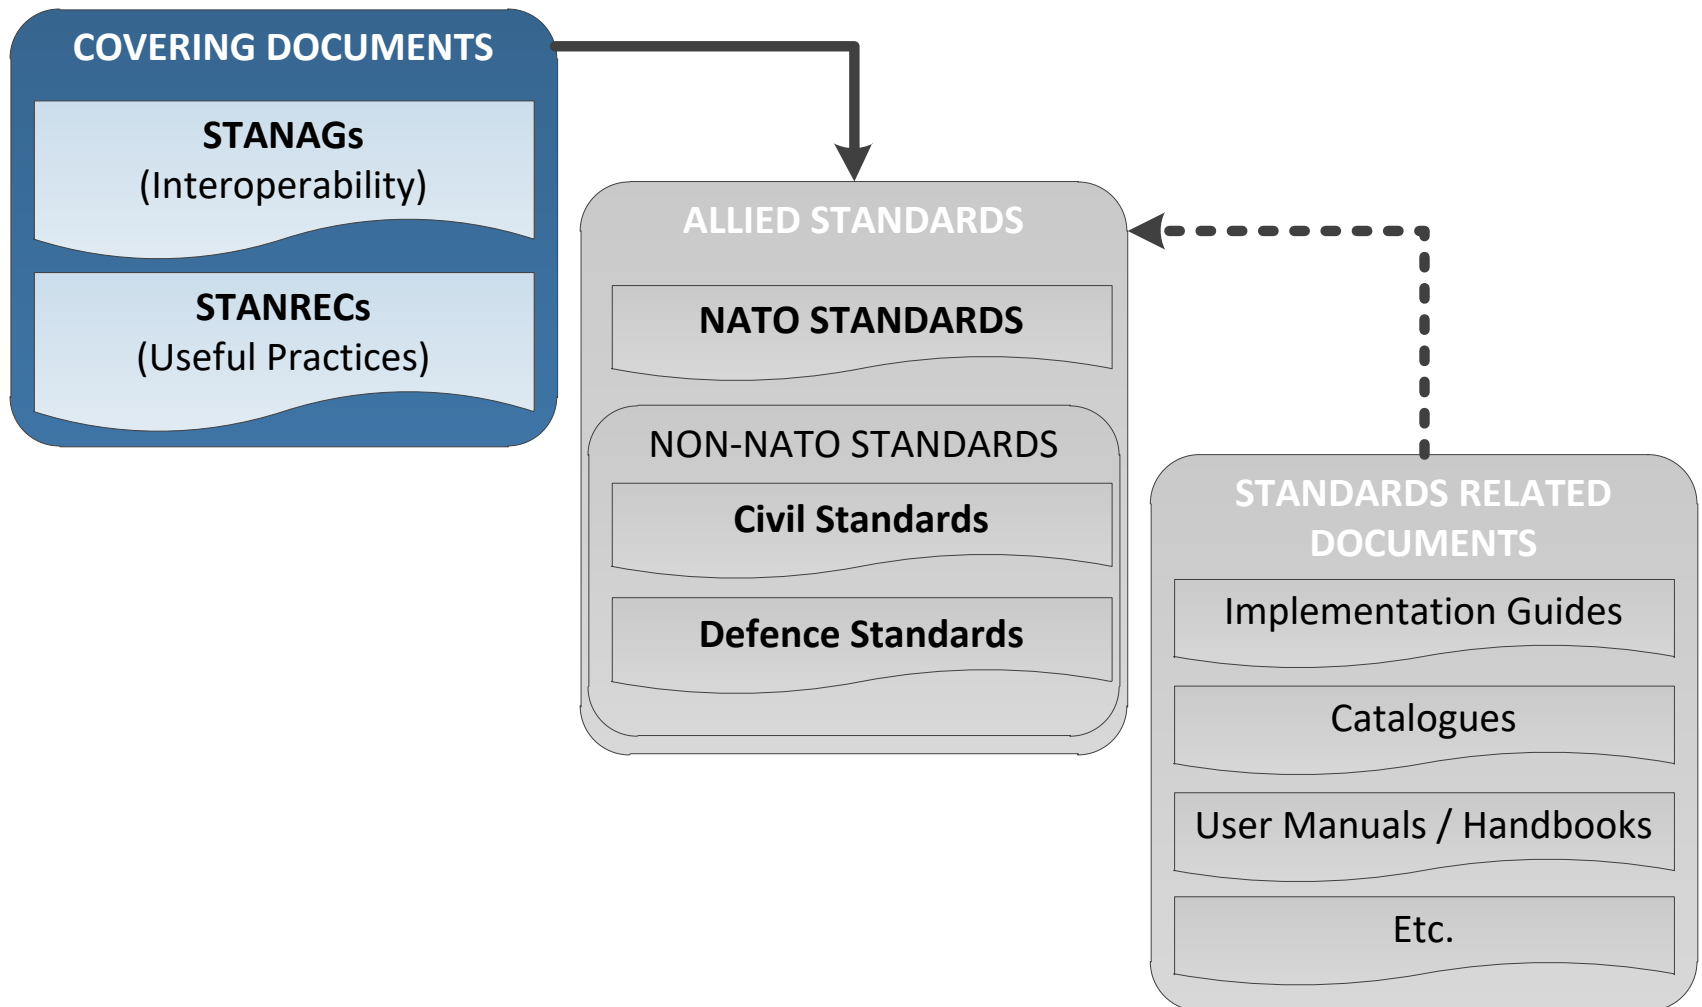 COVERING DOCUMENTS
STANAGs
(Interoperability)
STANRECs
(Useful Practices)
ALLIED STANDARDS
NATO STANDARDS
NON-NATO STANDARDS
Civil Standards
Defence Standards
STANDARDS RELATED
DOCUMENTS
Implementation Guides
Catalogues
User Manuals / Handbooks
Etc.